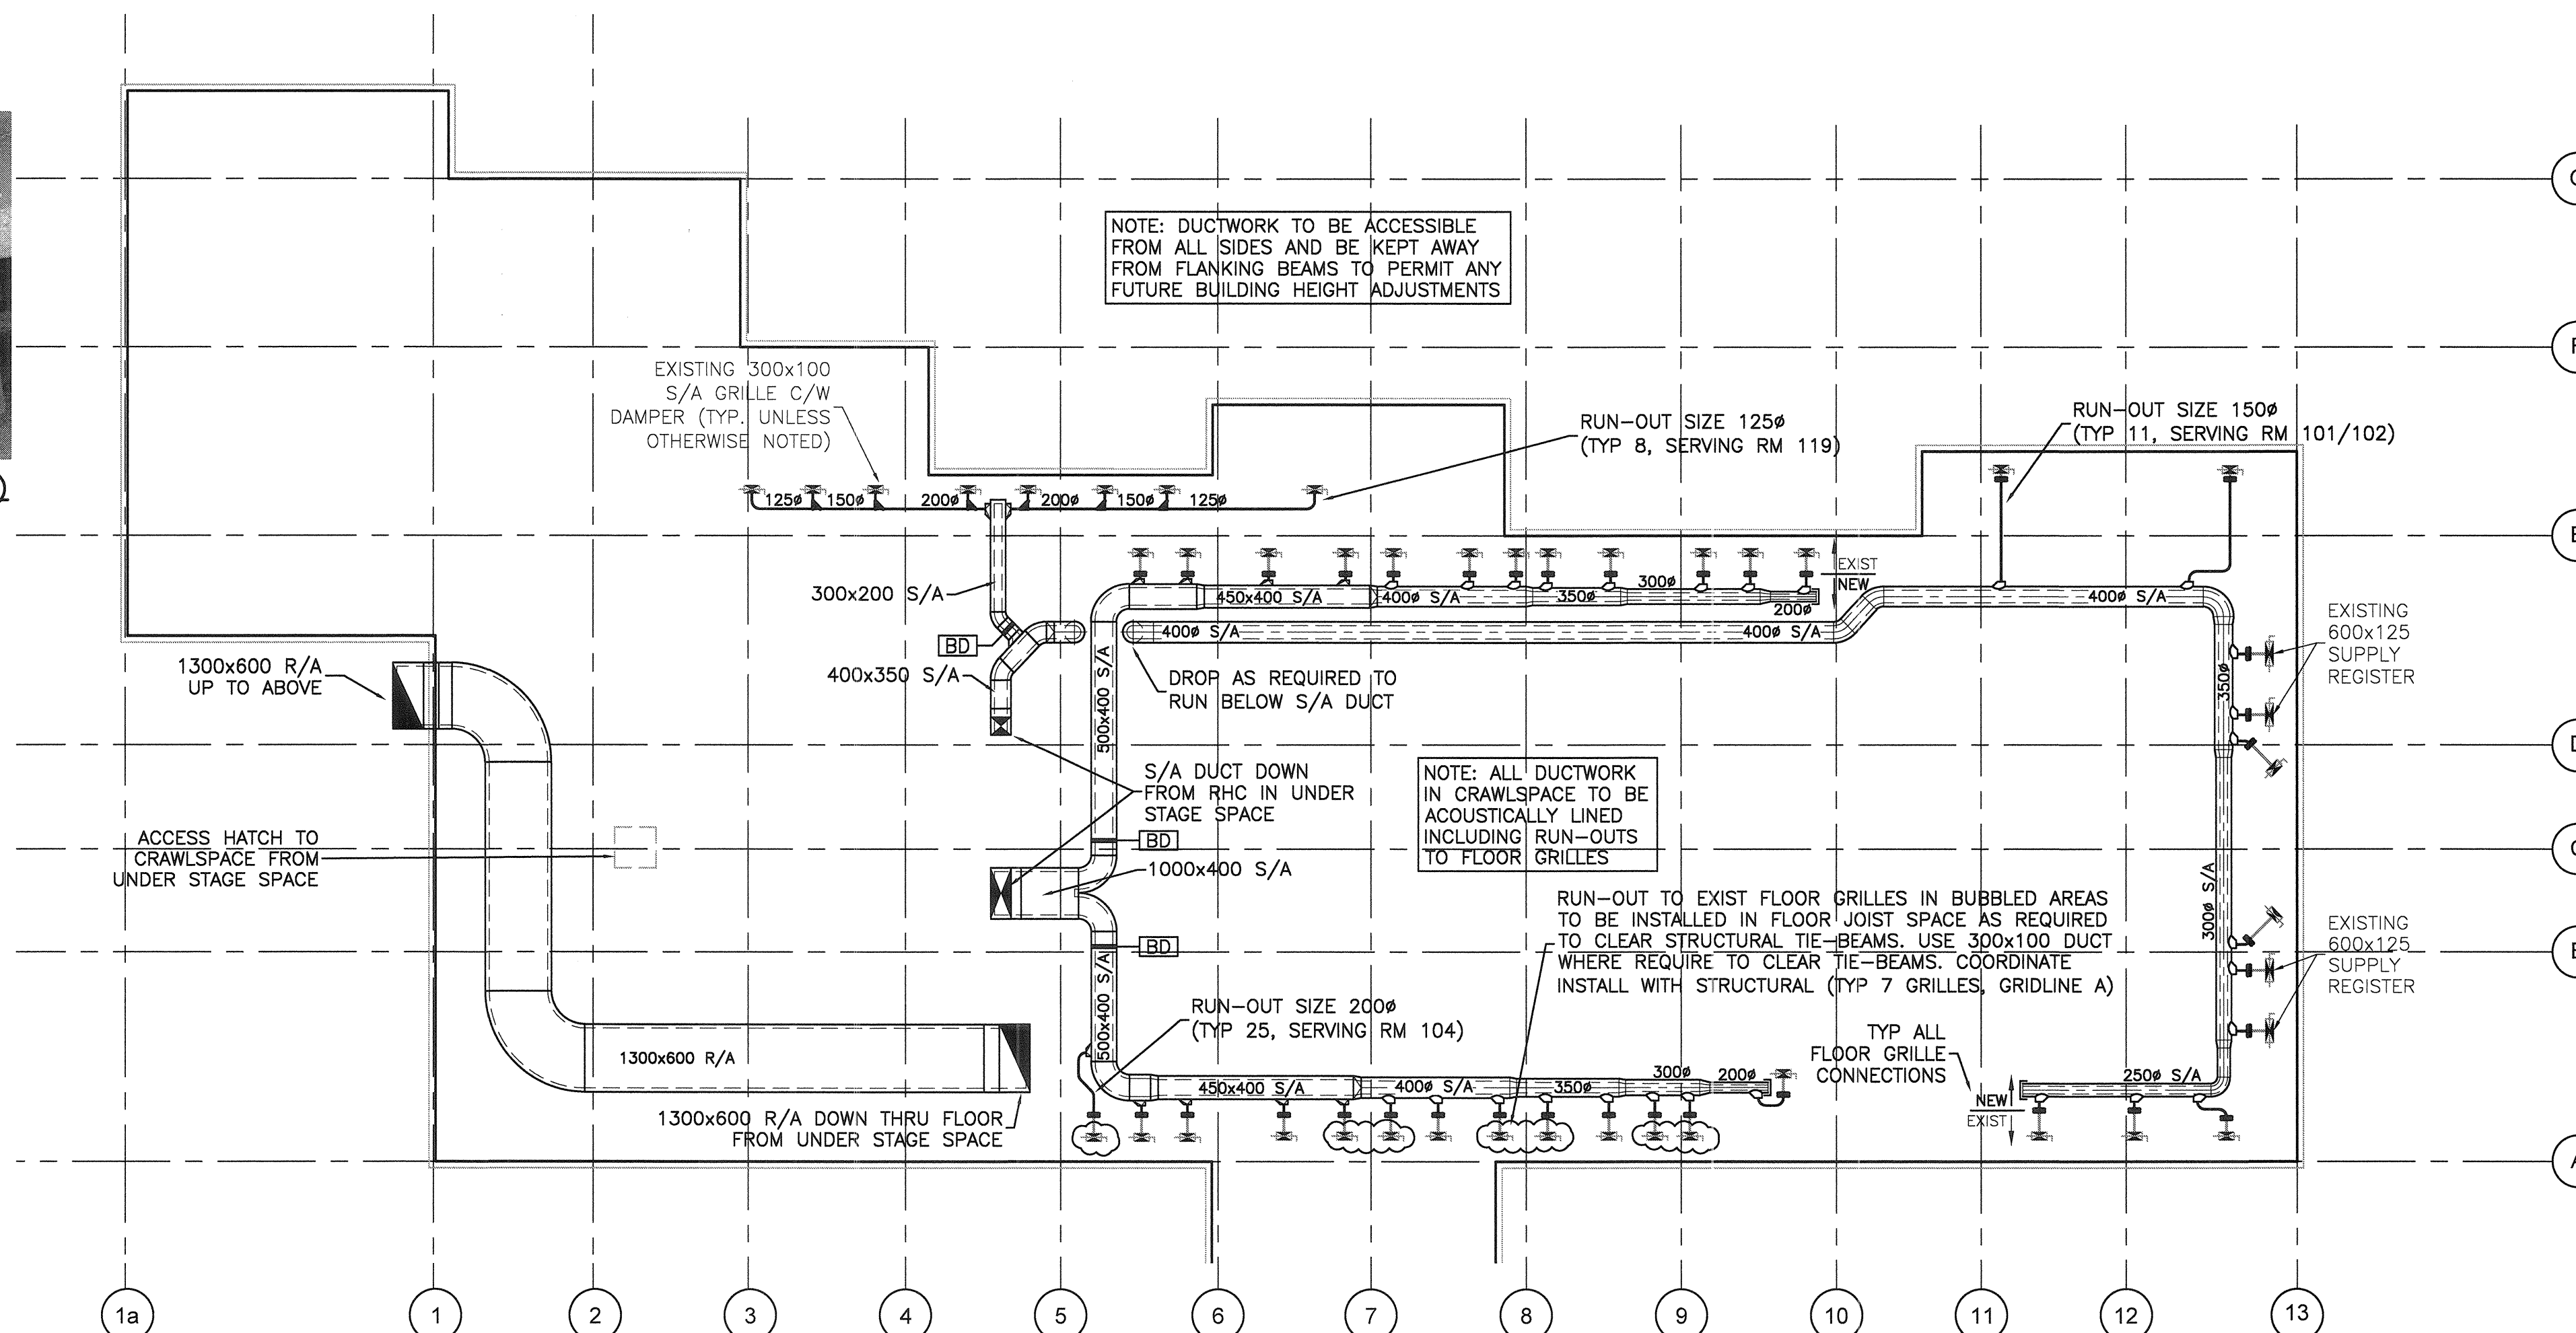 NOTE: DUCTWORK TO BE ACCESSIBLE
FROM ALL SIDES AND BE KEPT AWAY
FROM FLANKING BEAMS TO PERMIT ANY
FUTURE BUILDING HEIGHT ADJUSTMENTS
EXISTING 300x100
S/A GRILLE C/W
DAMPER (TYP. UNLESS
OTHERWISE NOTED)
RUN-OUT SIZE 125ø
(TYP 8, SERVING RM 119)
RUN-OUT SIZE 150ø
(TYP 11, SERVING RM 101/102)
125ø
150ø
200ø
200ø
150ø
125ø
300x200 S/A
BD
400x350 S/A
450x400 S/A
400ø S/A
350ø
300ø
200ø
EXIST
NEW
400ø S/A
400ø S/A
400ø S/A
DROP AS REQUIRED TO
RUN BELOW S/A DUCT
500x400 S/A
EXISTING
600x125
SUPPLY
REGISTER
350ø
1300x600 R/A
UP TO ABOVE
S/A DUCT DOWN
FROM RHC IN UNDER
STAGE SPACE
NOTE: ALL DUCTWORK
IN CRAWLSPACE TO BE
ACOUSTICALLY LINED
INCLUDING RUN-OUTS
TO FLOOR GRILLES
ACCESS HATCH TO
CRAWLSPACE FROM
UNDER STAGE SPACE
BD
1000x400 S/A
BD
RUN-OUT TO EXIST FLOOR GRILLES IN BUBBLED AREAS
TO BE INSTALLED IN FLOOR JOIST SPACE AS REQUIRED
TO CLEAR STRUCTURAL TIE-BEAMS. USE 300x100 DUCT
WHERE REQUIRE TO CLEAR TIE-BEAMS. COORDINATE
INSTALL WITH STRUCTURAL (TYP 7 GRILLES, GRIDLINE A)
300ø S/A
EXISTING
600x125
SUPPLY
REGISTER
500x400 S/A
RUN-OUT SIZE 200ø
(TYP 25, SERVING RM 104)
TYP ALL
FLOOR GRILLE
CONNECTIONS
1300x600 R/A
450x400 S/A
400ø S/A
350ø
300ø
200ø
250ø S/A
NEW
EXIST
1300x600 R/A DOWN THRU FLOOR
FROM UNDER STAGE SPACE
1a
1
2
3
4
5
6
7
8
9
10
11
12
13